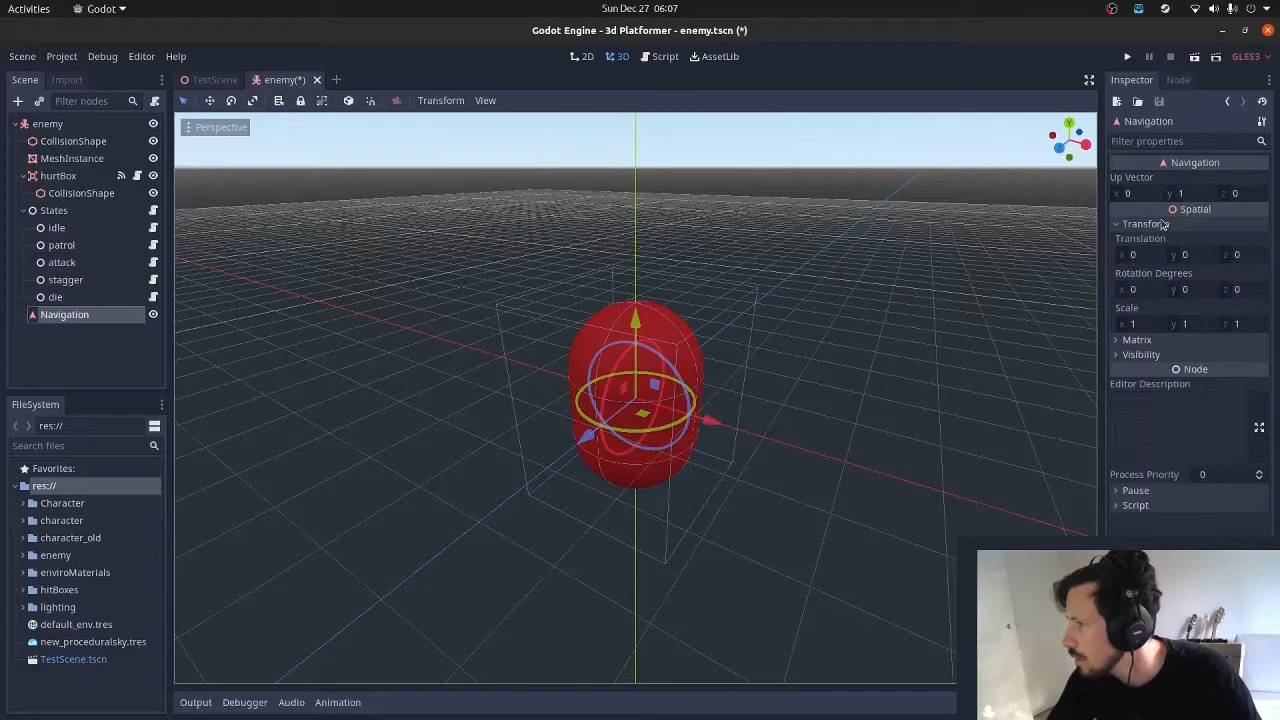 Activities Godot Sun Dec 27 06:07
Godot Engine - 3d Platformer - enemy.tscn (*)
Scene Project Debug Editor Help 2D 3D Script AssetLib GLES3
Scene Import
Filter nodes
enemy
CollisionShape
MeshInstance
hurtBox
CollisionShape
States
idle
patrol
attack
stagger
die
Navigation
FileSystem
res://
Search files
Favorites:
res://
Character
character
character_old
enemy
enviroMaterials
hitBoxes
lighting
default_env.tres
new_proceduralsky.tres
TestScene.tscn
TestScene enemy(*)
Transform View
Perspective
Y
Z
Output Debugger Audio Animation
Inspector Node
Navigation
Filter properties
Navigation
Up Vector
x 0 y 1 z 0
Spatial
Transform
Translation
x 0 y 0 z 0
Rotation Degrees
x 0 y 0 z 0
Scale
x 1 y 1 z 1
Matrix
Visibility
Node
Editor Description
Process Priority 0
Pause
Script